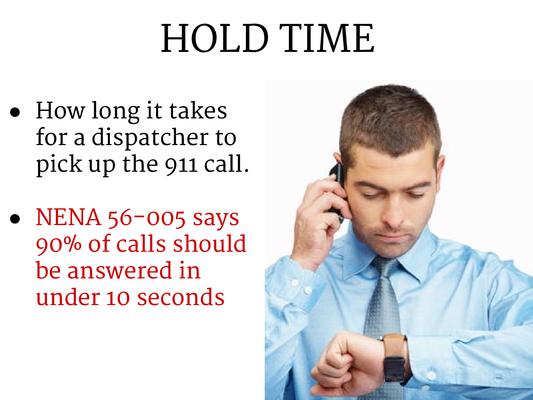 HOLD TIME
● How long it takes
for a dispatcher to
pick up the 911 call.
● NENA 56-005 says
90% of calls should
be answered in
under 10 seconds